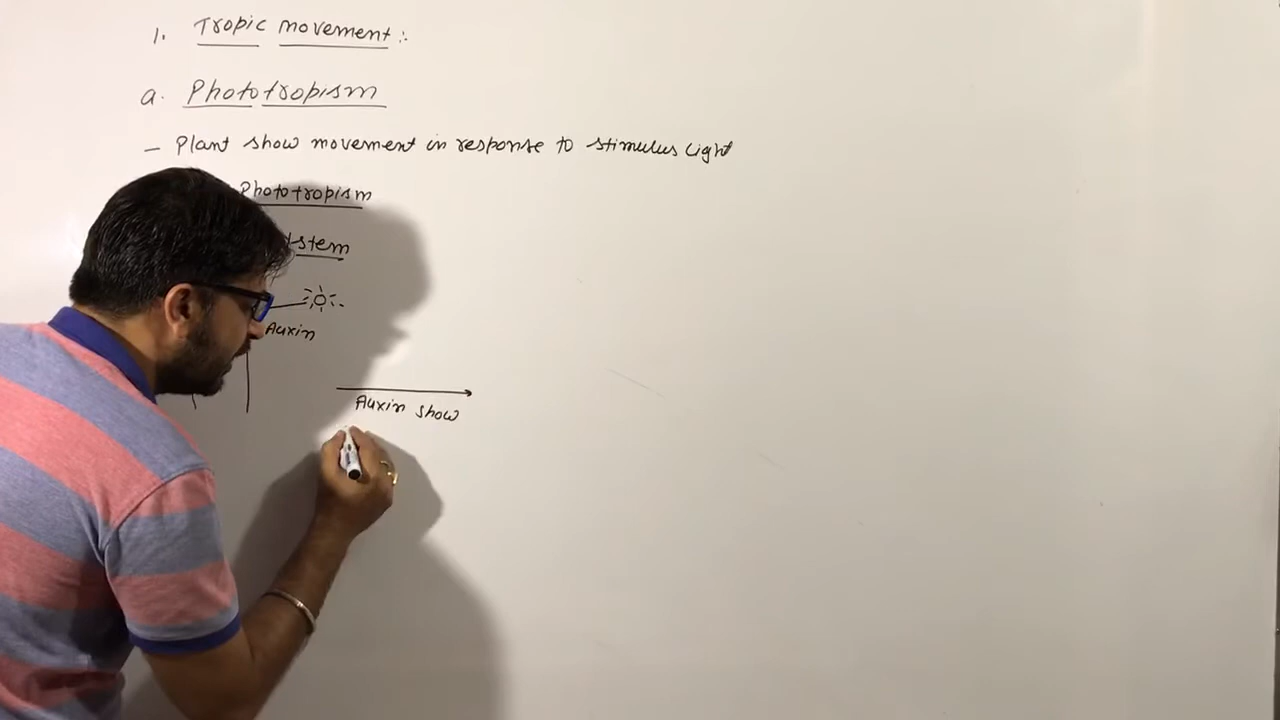 1. Tropic movement :
a. Phototropism
— Plant show movement in response to stimulus light
Phototropism
stem
Auxin
Auxin show